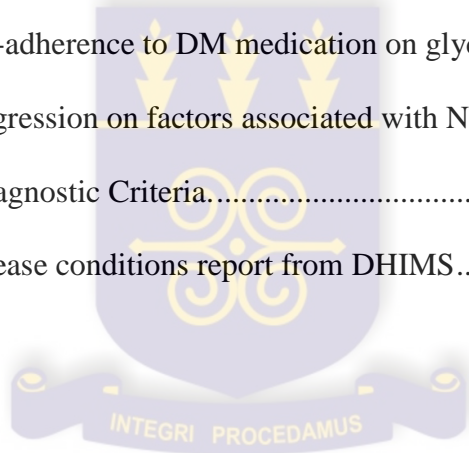 -adherence to DM medication on glyc
gression on factors associated with N
agnostic Criteria..............................
ease conditions report from DHIMS..
INTEGRI PROCEDAMUS